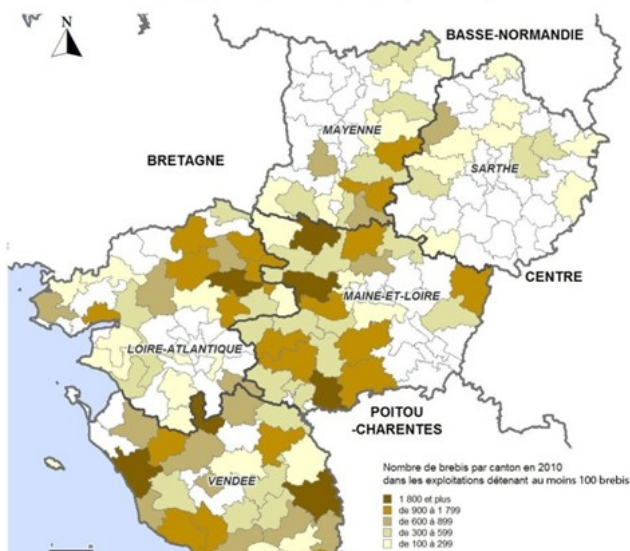 N
BASSE-NORMANDIE
MAYENNE
BRETAGNE
SARTHE
CENTRE
MAINE-ET-LOIRE
LOIRE-ATLANTIQUE
POITOU
-CHARENTES
VENDEE
Nombre de brebis par canton en 2010
dans les exploitations détenant au moins 100 brebis
1 800 et plus
de 900 à 1 799
de 600 à 899
de 300 à 599
de 100 à 299